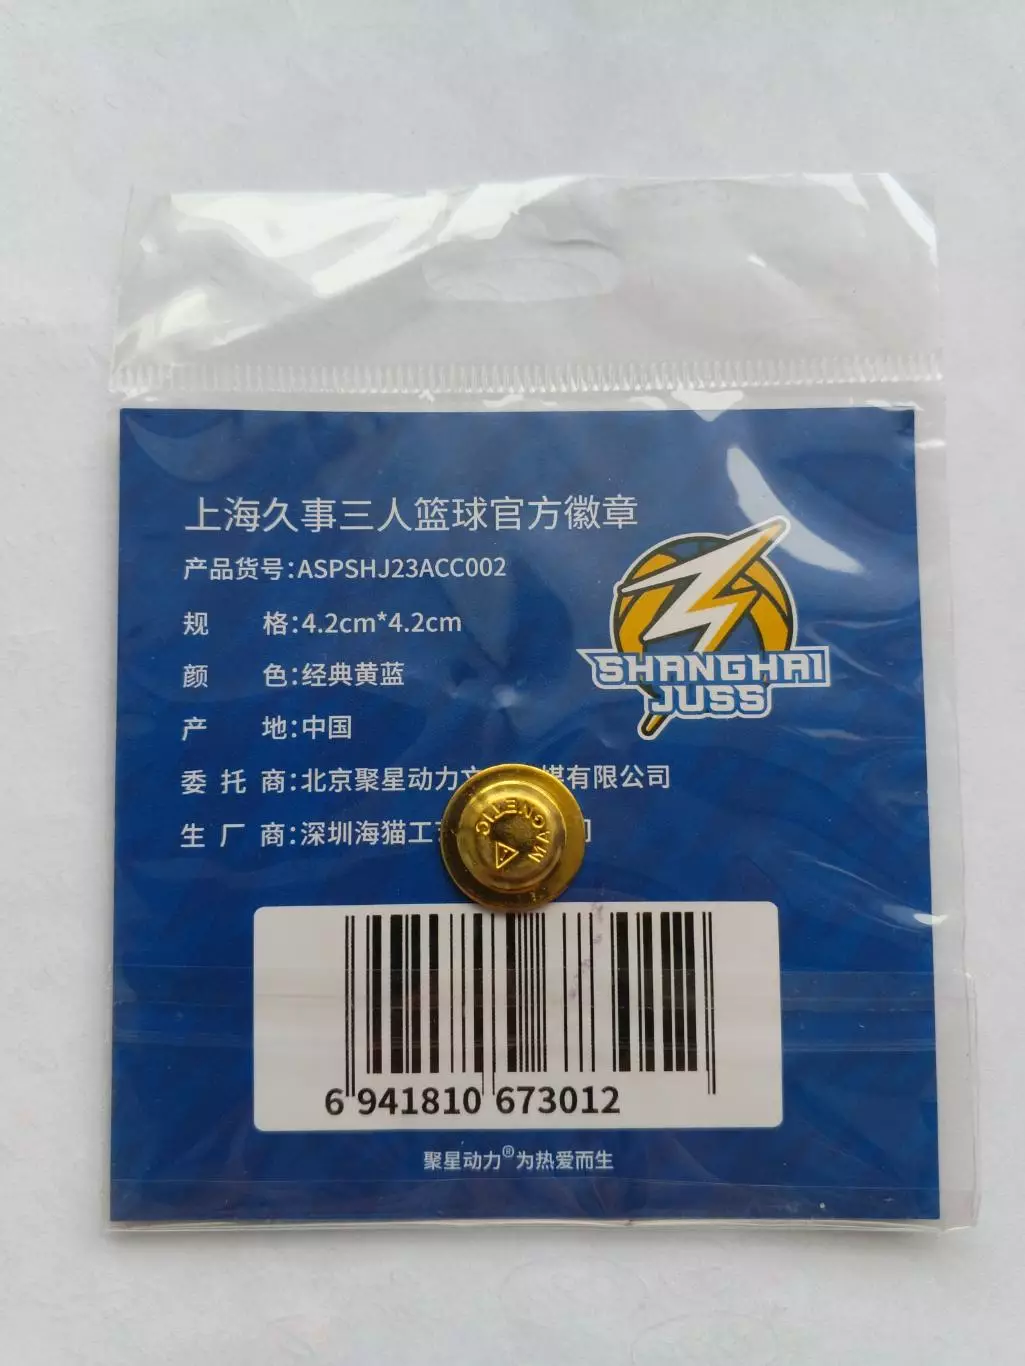 上海久事三人篮球官方徽章
产品货号:ASPSHJ23ACC002
规 格:4.2cm*4.2cm
颜 色:经典黄蓝
产 地:中国
委 托 商:北京聚星动力 有限公司
生 厂 商:深圳海猫工
SHANGHAI
JUSS
MAGNETIC
6 941810 673012
聚星动力®为热爱而生